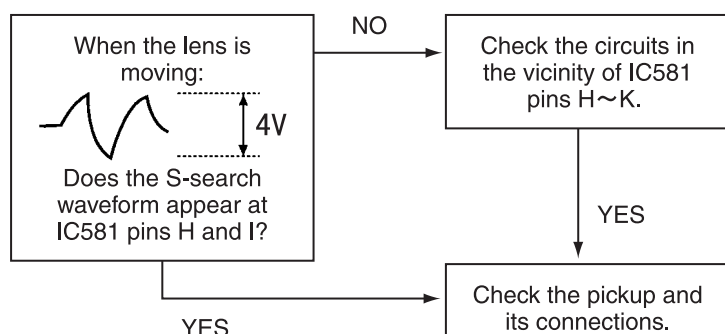 When the lens is
moving:
4V
Does the S-search
waveform appear at
IC581 pins H and I?
NO
Check the circuits in
the vicinity of IC581
pins H~K.
YES
YES
Check the pickup and
its connections.